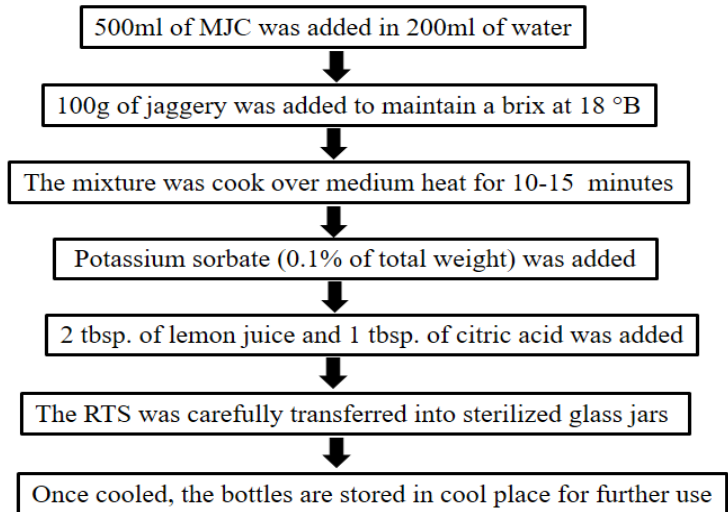 500ml of MJC was added in 200ml of water
100g of jaggery was added to maintain a brix at 18 °B
The mixture was cook over medium heat for 10-15 minutes
Potassium sorbate (0.1% of total weight) was added
2 tbsp. of lemon juice and 1 tbsp. of citric acid was added
The RTS was carefully transferred into sterilized glass jars
Once cooled, the bottles are stored in cool place for further use